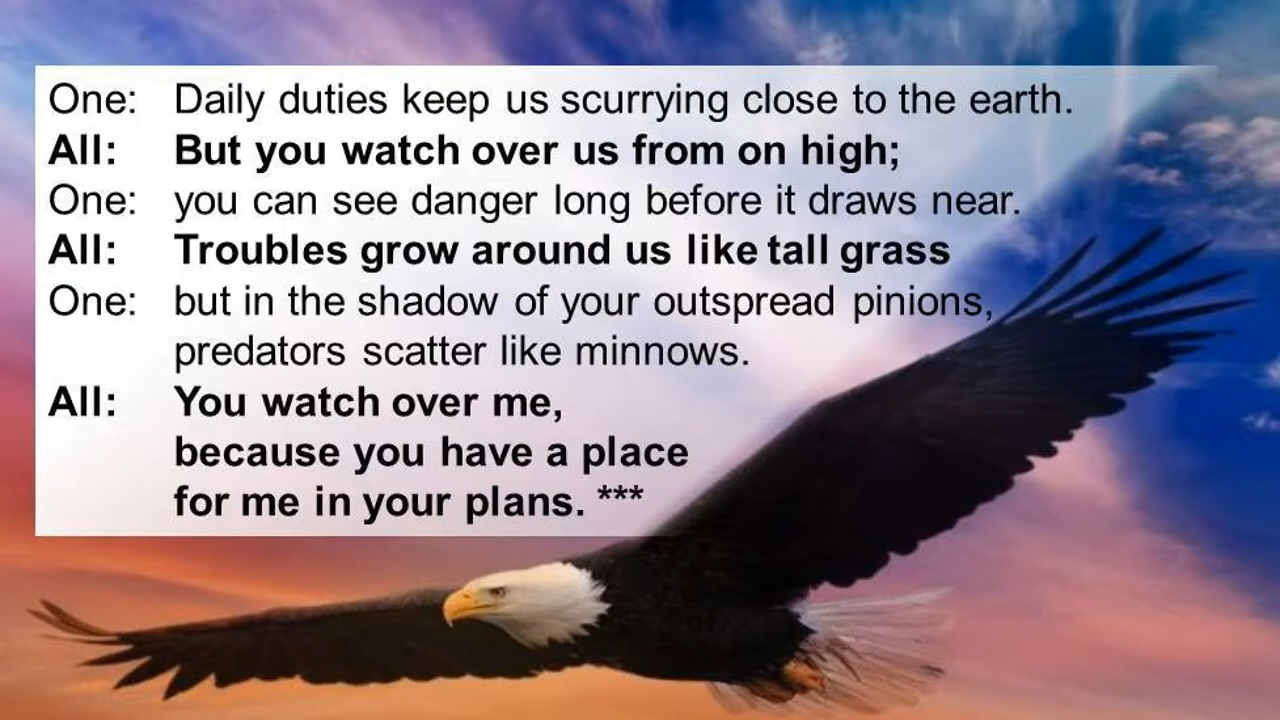 One: Daily duties keep us scurrying close to the earth.
All: But you watch over us from on high;
One: you can see danger long before it draws near.
All: Troubles grow around us like tall grass
One: but in the shadow of your outspread pinions,
predators scatter like minnows.
All: You watch over me,
because you have a place
for me in your plans. ***